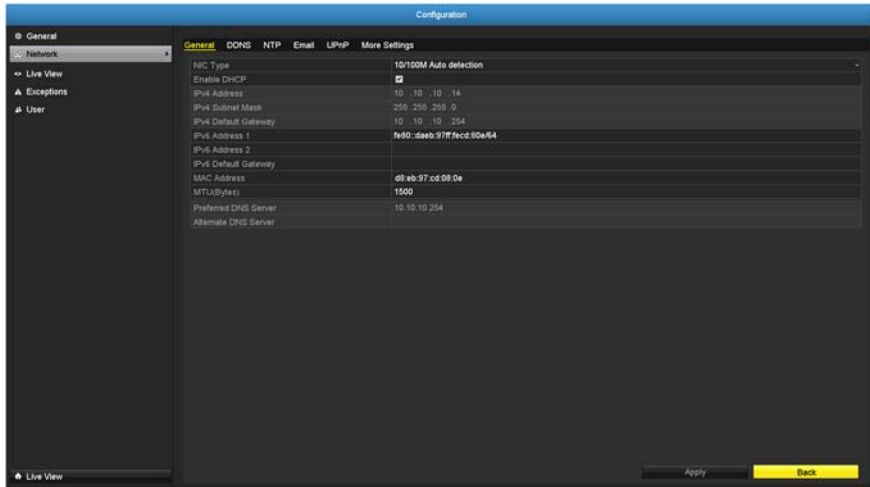 Configuration
General
Network
Live View
Exceptions
User
General DDNS NTP Email UPnP More Settings
NIC Type 10/100M Auto detection
Enable DHCP
IPv4 Address 10 .10 .10 .14
IPv4 Subnet Mask 255 .255 .255 .0
IPv4 Default Gateway 10 .10 .10 .254
IPv6 Address 1 fe80::daeb:97ff:fecd:80e/64
IPv6 Address 2
IPv6 Default Gateway
MAC Address d8:eb:97:cd:08:0e
MTU(Bytes) 1500
Preferred DNS Server 10.10.10.254
Alternate DNS Server
Live View
Apply Back